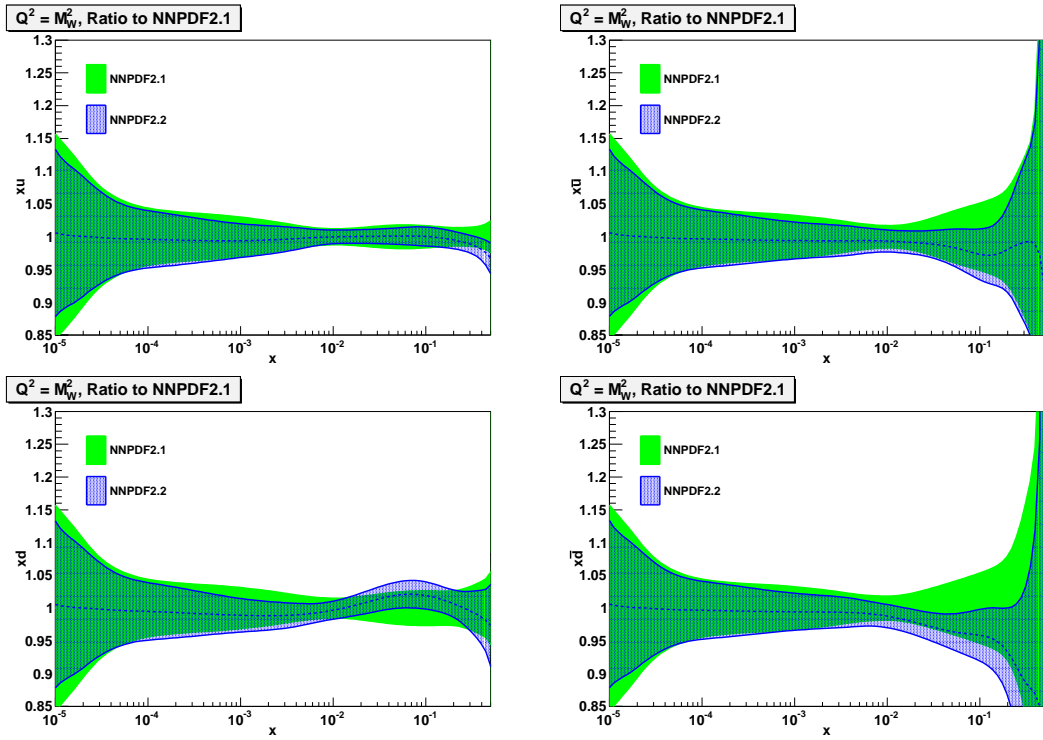 Q² = M²_W, Ratio to NNPDF2.1
1.3
1.25
1.2
1.15
1.1
1.05
1
0.95
0.9
0.85
xu
NNPDF2.1
NNPDF2.2
10⁻⁵ 10⁻⁴ 10⁻³ 10⁻² 10⁻¹
x
Q² = M²_W, Ratio to NNPDF2.1
1.3
1.25
1.2
1.15
1.1
1.05
1
0.95
0.9
0.85
xū
NNPDF2.1
NNPDF2.2
10⁻⁵ 10⁻⁴ 10⁻³ 10⁻² 10⁻¹
x
Q² = M²_W, Ratio to NNPDF2.1
1.3
1.25
1.2
1.15
1.1
1.05
1
0.95
0.9
0.85
xd
NNPDF2.1
NNPDF2.2
10⁻⁵ 10⁻⁴ 10⁻³ 10⁻² 10⁻¹
x
Q² = M²_W, Ratio to NNPDF2.1
1.3
1.25
1.2
1.15
1.1
1.05
1
0.95
0.9
0.85
xd̄
NNPDF2.1
NNPDF2.2
10⁻⁵ 10⁻⁴ 10⁻³ 10⁻² 10⁻¹
x